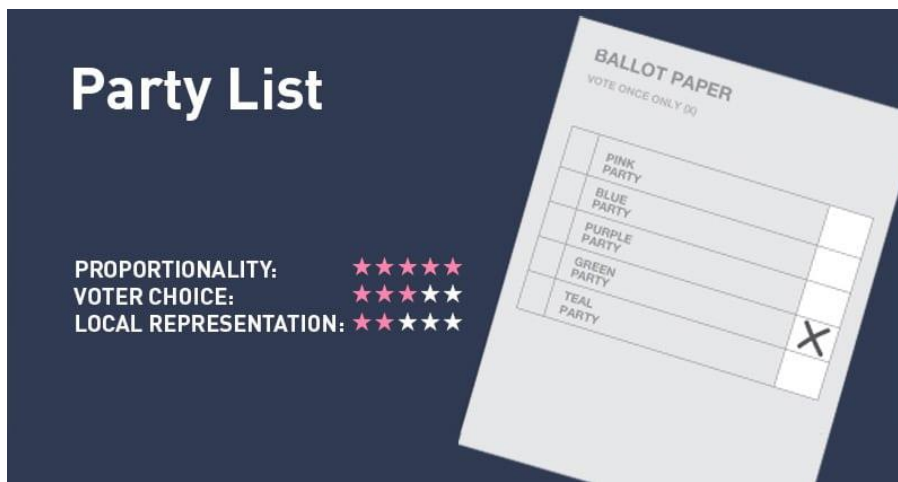 Party List
PROPORTIONALITY:
VOTER CHOICE:
LOCAL REPRESENTATION:
BALLOT PAPER
VOTE ONCE ONLY (X)
PINK
PARTY
BLUE
PARTY
PURPLE
PARTY
GREEN
PARTY
TEAL
PARTY
X